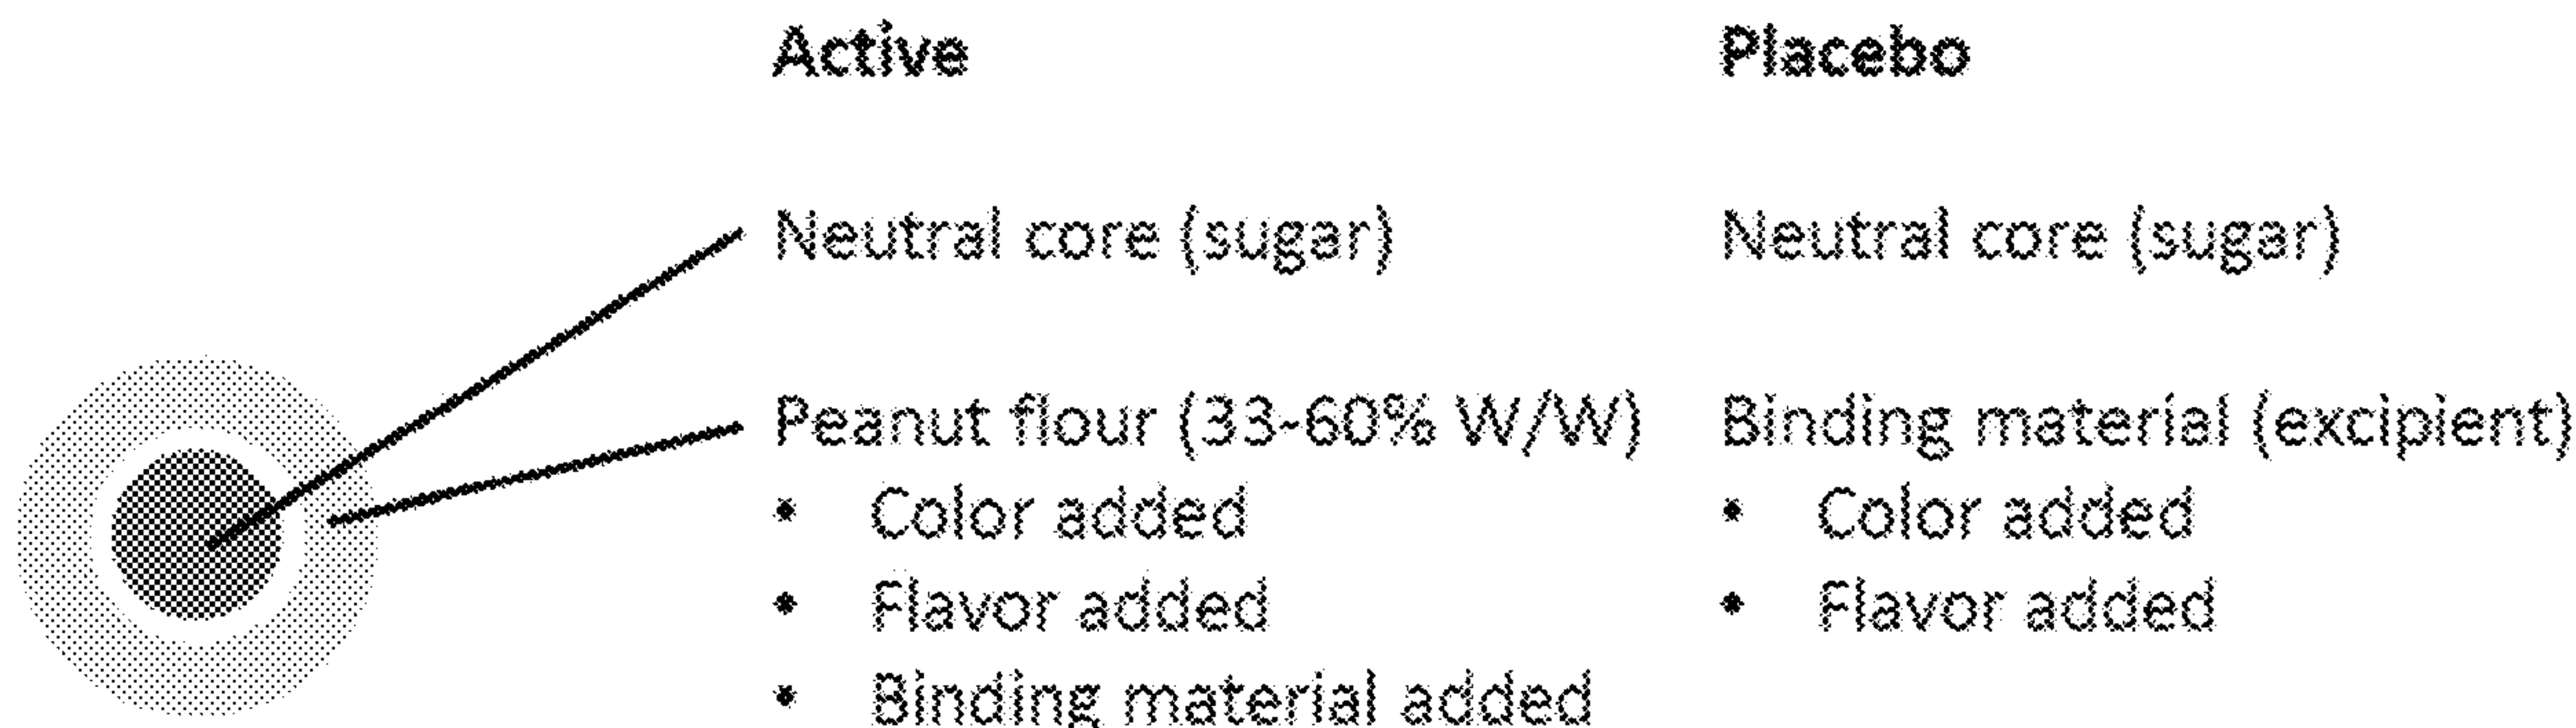 Active Placebo
Neutral core (sugar) Neutral core (sugar)
Peanut flour (33-60% W/W) Binding material (excipient)
• Color added • Color added
• Flavor added • Flavor added
• Binding material added